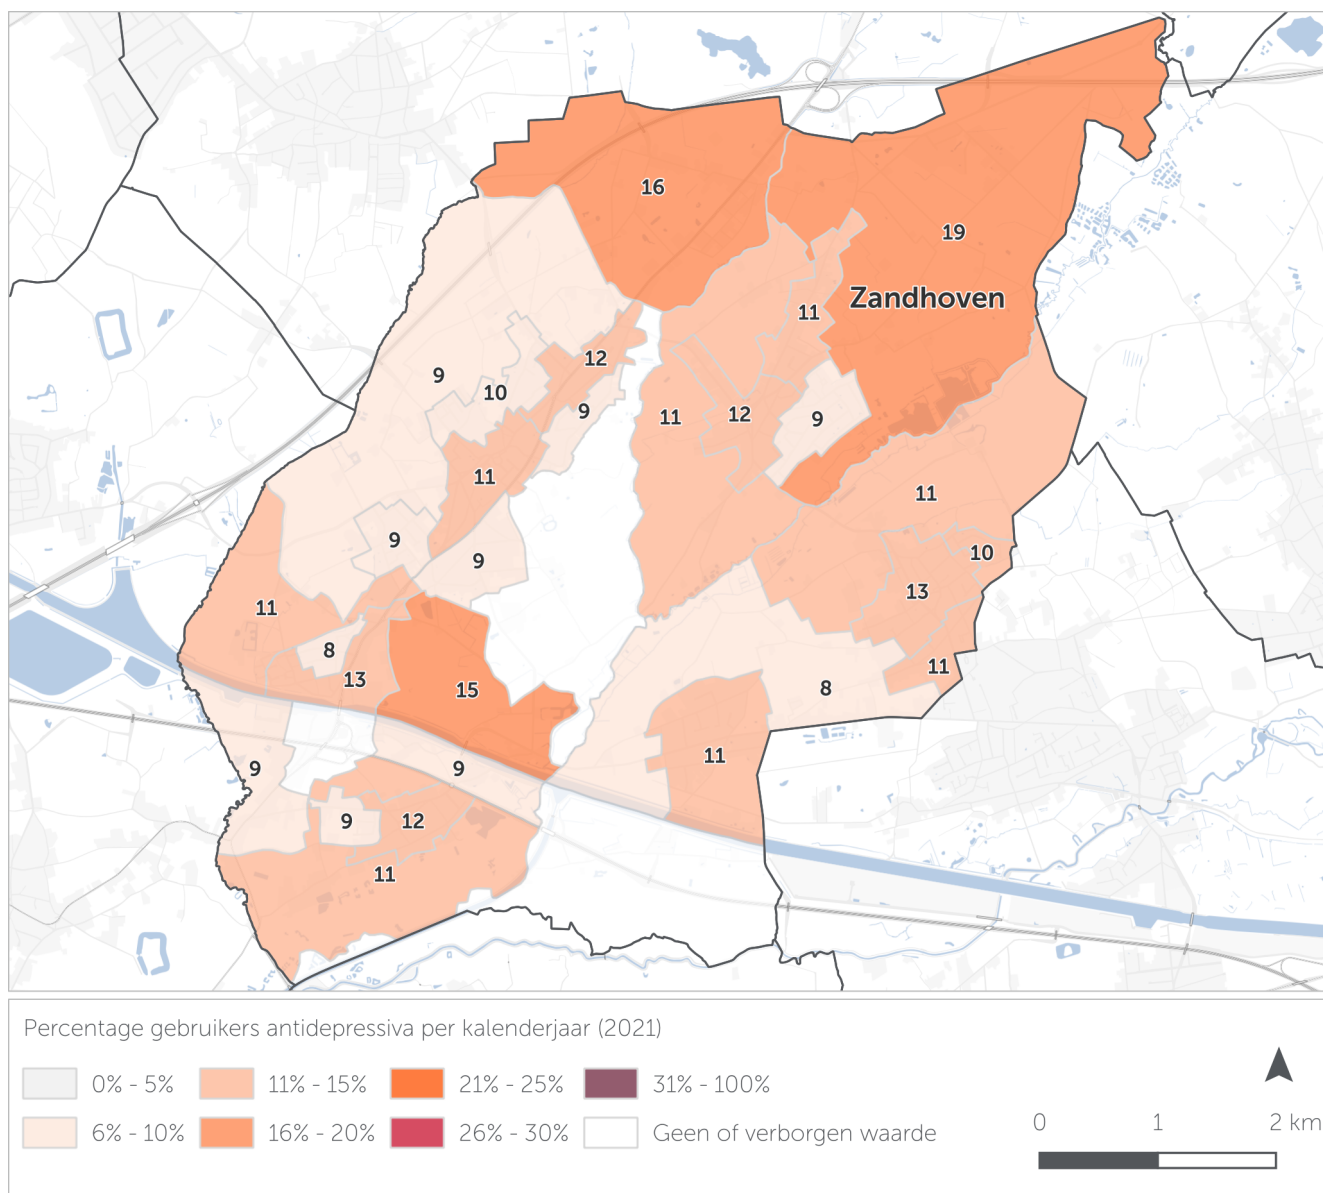 16
19
Zandhoven
11
12
9
10
9
11
12
9
11
11
9
9
10
13
11
8
13
11
15
8
11
9
9
9
12
11
Percentage gebruikers antidepressiva per kalenderjaar (2021)
0% - 5%
11% - 15%
21% - 25%
31% - 100%
6% - 10%
16% - 20%
26% - 30%
Geen of verborgen waarde
0 1 2 km